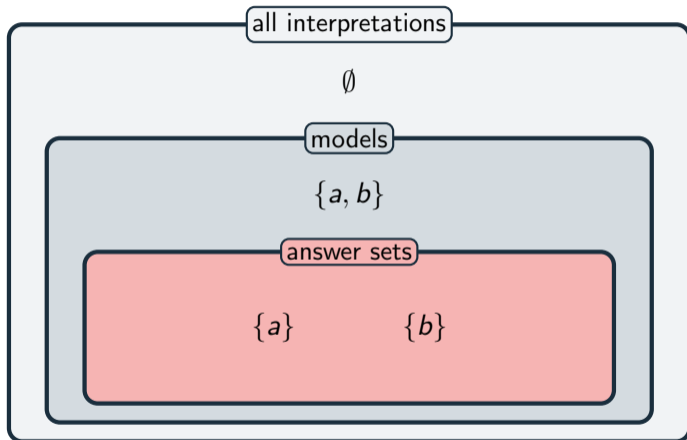 all interpretations
∅
models
{a, b}
answer sets
{a} {b}